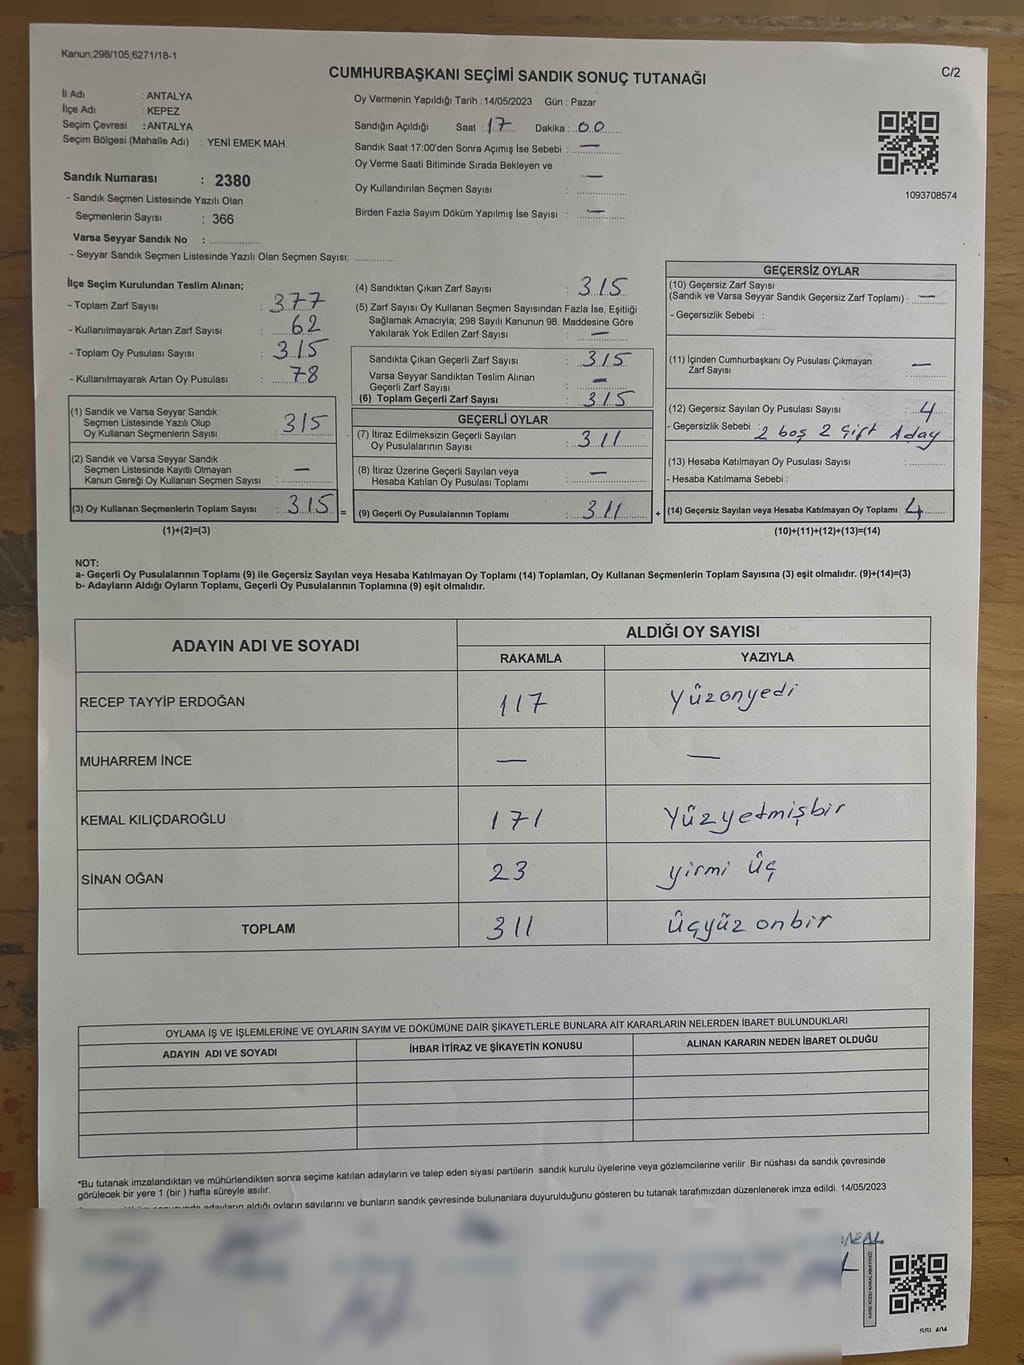 Kanun;298/105;6271/18-1
C/2
CUMHURBAŞKANI SEÇİMİ SANDIK SONUÇ TUTANAĞI
İl Adı : ANTALYA
İlçe Adı : KEPEZ
Seçim Çevresi : ANTALYA
Seçim Bölgesi (Mahalle Adı) : YENİ EMEK MAH.
Sandık Numarası : 2380
- Sandık Seçmen Listesinde Yazılı Olan
Seçmenlerin Sayısı : 366
Varsa Seyyar Sandık No : ..............
- Seyyar Sandık Seçmen Listesinde Yazılı Olan Seçmen Sayısı: ............
Oy Vermenin Yapıldığı Tarih : 14/05/2023 Gün : Pazar
Sandığın Açıldığı Saat : 17 Dakika : 00
Sandık Saat 17:00'den Sonra Açımış İse Sebebi : —
Oy Verme Saati Bitiminde Sırada Bekleyen ve
Oy Kullandırılan Seçmen Sayısı : —
Birden Fazla Sayım Döküm Yapılmış İse Sayısı : —
1093708574
İlçe Seçim Kurulundan Teslim Alınan;
- Toplam Zarf Sayısı : 377
- Kullanılmayarak Artan Zarf Sayısı : 62
- Toplam Oy Pusulası Sayısı : 315
- Kullanılmayarak Artan Oy Pusulası : 78
(1) Sandık ve Varsa Seyyar Sandık
Seçmen Listesinde Yazılı Olup
Oy Kullanan Seçmenlerin Sayısı : 315
(2) Sandık ve Varsa Seyyar Sandık
Seçmen Listesinde Kayıtlı Olmayan
Kanun Gereği Oy Kullanan Seçmen Sayısı : —
(3) Oy Kullanan Seçmenlerin Toplam Sayısı : 315 =
(1)+(2)=(3)
(4) Sandıktan Çıkan Zarf Sayısı : 315
(5) Zarf Sayısı Oy Kullanan Seçmen Sayısından Fazla İse, Eşitliği
Sağlamak Amacıyla; 298 Sayılı Kanunun 98. Maddesine Göre
Yakılarak Yok Edilen Zarf Sayısı : —
Sandıkta Çıkan Geçerli Zarf Sayısı : 315
Varsa Seyyar Sandıktan Teslim Alınan
Geçerli Zarf Sayısı : —
(6) Toplam Geçerli Zarf Sayısı : 315
GEÇERLİ OYLAR
(7) İtiraz Edilmeksizin Geçerli Sayılan
Oy Pusulalarının Sayısı : 311
(8) İtiraz Üzerine Geçerli Sayılan veya
Hesaba Katılan Oy Pusulası Toplamı : —
(9) Geçerli Oy Pusulalarının Toplamı : 311 +
GEÇERSİZ OYLAR
(10) Geçersiz Zarf Sayısı
(Sandık ve Varsa Seyyar Sandık Geçersiz Zarf Toplamı) : —
- Geçersizlik Sebebi :
(11) İçinden Cumhurbaşkanı Oy Pusulası Çıkmayan
Zarf Sayısı : —
(12) Geçersiz Sayılan Oy Pusulası Sayısı : 4
- Geçersizlik Sebebi : 2 boş 2 Çift Aday
(13) Hesaba Katılmayan Oy Pusulası Sayısı : ............
- Hesaba Katılmama Sebebi :
(14) Geçersiz Sayılan veya Hesaba Katılmayan Oy Toplamı 4
(10)+(11)+(12)+(13)=(14)
NOT:
a- Geçerli Oy Pusulalarının Toplamı (9) ile Geçersiz Sayılan veya Hesaba Katılmayan Oy Toplamı (14) Toplamları, Oy Kullanan Seçmenlerin Toplam Sayısına (3) eşit olmalıdır. (9)+(14)=(3)
b- Adayların Aldığı Oyların Toplamı, Geçerli Oy Pusulalarının Toplamına (9) eşit olmalıdır.
ADAYIN ADI VE SOYADI ALDIĞI OY SAYISI
RAKAMLA YAZIYLA
RECEP TAYYİP ERDOĞAN 117 Yüzonyedi
MUHARREM İNCE — —
KEMAL KILIÇDAROĞLU 171 Yüzyetmişbir
SİNAN OĞAN 23 yirmi üç
TOPLAM 311 Üçyüz onbir
OYLAMA İŞ VE İŞLEMLERİNE VE OYLARIN SAYIM VE DÖKÜMÜNE DAİR ŞİKAYETLERLE BUNLARA AİT KARARLARIN NELERDEN İBARET BULUNDUKLARI
ADAYIN ADI VE SOYADI İHBAR İTİRAZ VE ŞİKAYETİN KONUSU ALINAN KARARIN NEDEN İBARET OLDUĞU
*Bu tutanak imzalandıktan ve mühürlendikten sonra seçime katılan adayların ve talep eden siyasi partilerin sandık kurulu üyelerine veya gözlemcilerine verilir .Bir nüshası da sandık çevresinde
görülecek bir yere 1 (bir ) hafta süreyle asılır.
adayların aldığı oyların sayılarını ve bunların sandık çevresinde bulunanlara duyurulduğunu gösteren bu tutanak tarafımızdan düzenlenerek imza edildi. 14/05/2023